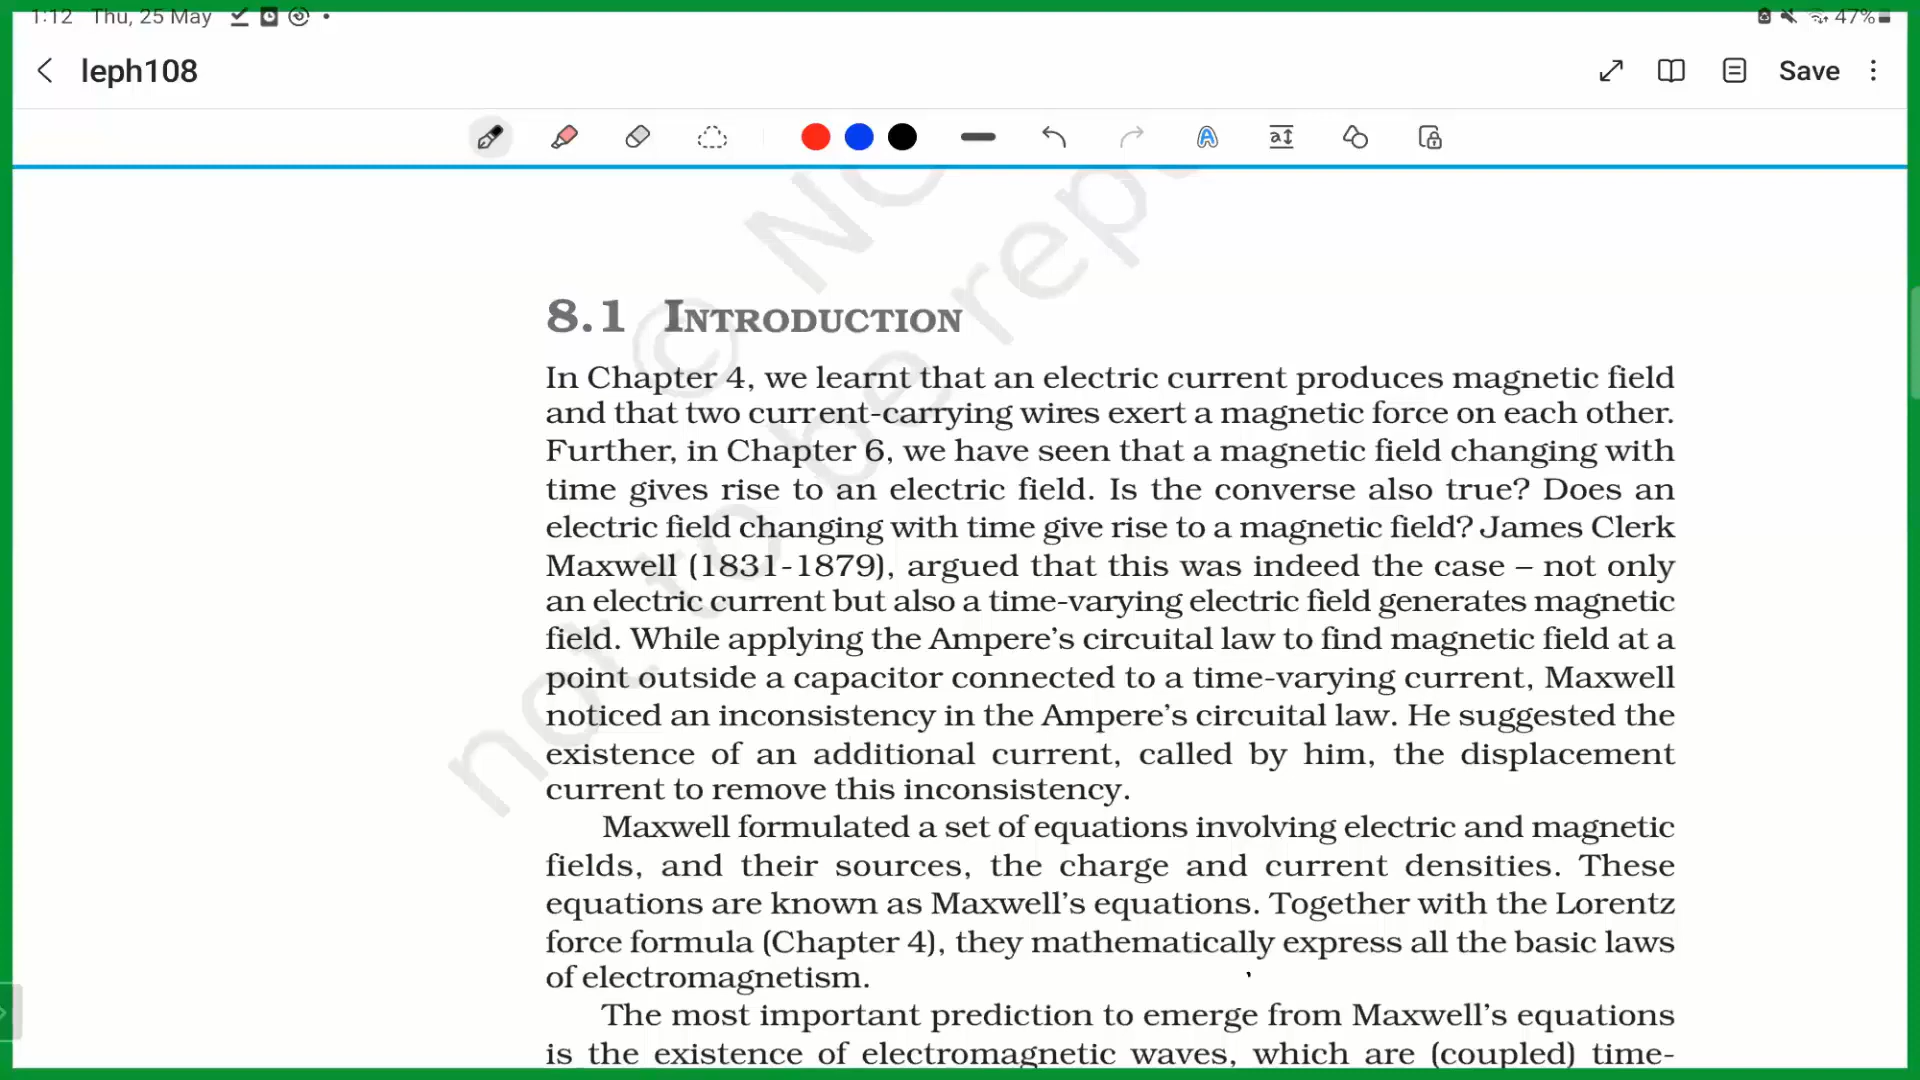 1:12 Thu, 25 May 47%
leph108 Save
8.1 INTRODUCTION
In Chapter 4, we learnt that an electric current produces magnetic field
and that two current-carrying wires exert a magnetic force on each other.
Further, in Chapter 6, we have seen that a magnetic field changing with
time gives rise to an electric field. Is the converse also true? Does an
electric field changing with time give rise to a magnetic field? James Clerk
Maxwell (1831-1879), argued that this was indeed the case – not only
an electric current but also a time-varying electric field generates magnetic
field. While applying the Ampere’s circuital law to find magnetic field at a
point outside a capacitor connected to a time-varying current, Maxwell
noticed an inconsistency in the Ampere’s circuital law. He suggested the
existence of an additional current, called by him, the displacement
current to remove this inconsistency.
Maxwell formulated a set of equations involving electric and magnetic
fields, and their sources, the charge and current densities. These
equations are known as Maxwell’s equations. Together with the Lorentz
force formula (Chapter 4), they mathematically express all the basic laws
of electromagnetism.
The most important prediction to emerge from Maxwell’s equations
is the existence of electromagnetic waves, which are (coupled) time-
© NC
not to be rep